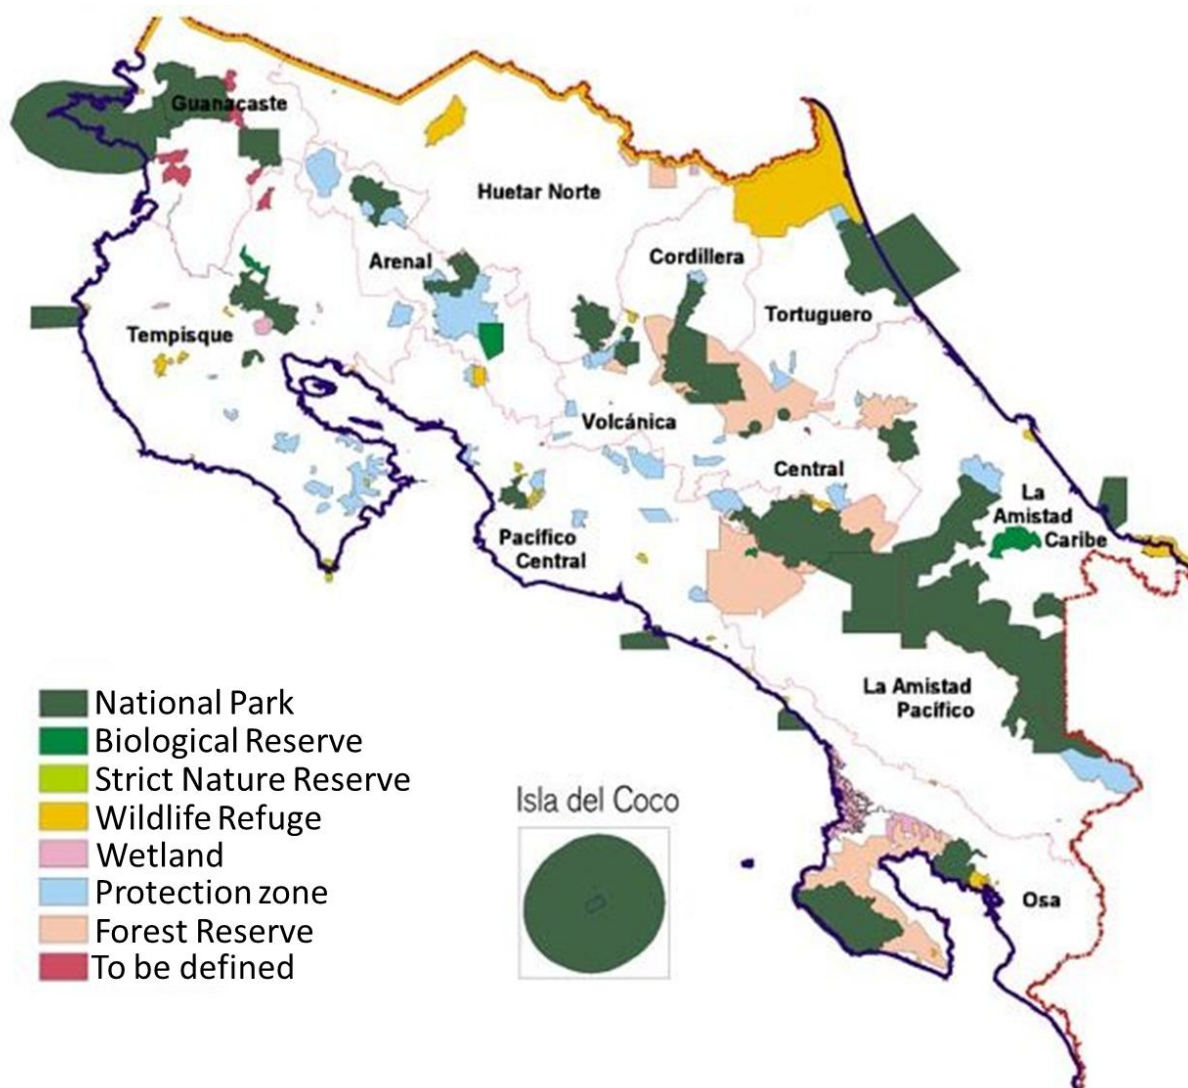 Guanacaste
Huetar Norte
Cordillera
Arenal
Tortuguero
Tempisque
Volcánica
Central
La
Amistad
Caribe
Pacífico
Central
La Amistad
Pacífico
Osa
National Park
Biological Reserve
Strict Nature Reserve
Wildlife Refuge
Wetland
Protection zone
Forest Reserve
To be defined
Isla del Coco